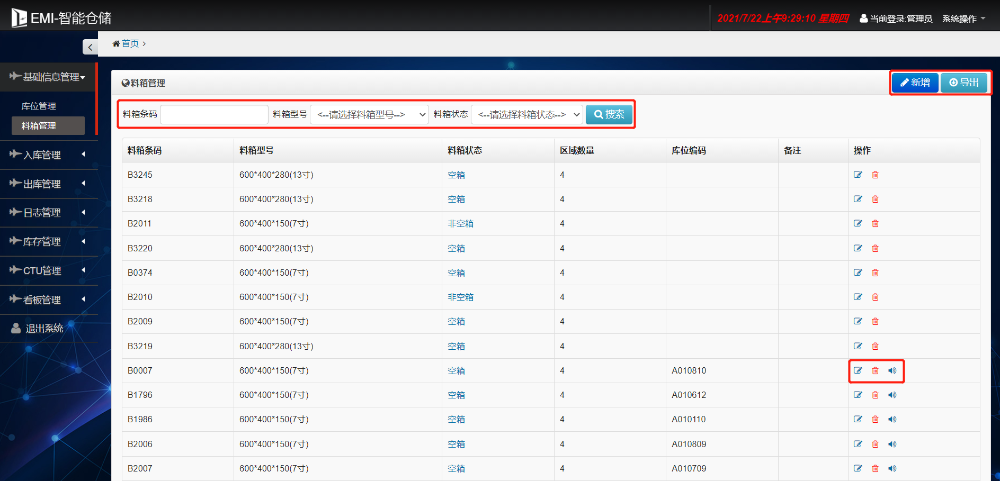 EMI-智能仓储
2021/7/22上午9:29:10 星期四
当前登录:管理员
系统操作
首页
基础信息管理
库位管理
料箱管理
入库管理
出库管理
日志管理
库存管理
CTU管理
看板管理
退出系统
料箱管理
新增
导出
料箱条码 料箱型号 <--请选择料箱型号--> 料箱状态 <--请选择料箱状态--> 搜索
料箱条码 料箱型号 料箱状态 区域数量 库位编码 备注 操作
B3245 600*400*280(13寸) 空箱 4
B3218 600*400*280(13寸) 空箱 4
B2011 600*400*150(7寸) 非空箱 4
B3220 600*400*280(13寸) 空箱 4
B0374 600*400*150(7寸) 空箱 4
B2010 600*400*150(7寸) 非空箱 4
B2009 600*400*150(7寸) 空箱 4
B3219 600*400*280(13寸) 空箱 4
B0007 600*400*150(7寸) 空箱 4 A010810
B1796 600*400*150(7寸) 空箱 4 A010612
B1986 600*400*150(7寸) 空箱 4 A010110
B2006 600*400*150(7寸) 空箱 4 A010809
B2007 600*400*150(7寸) 空箱 4 A010709